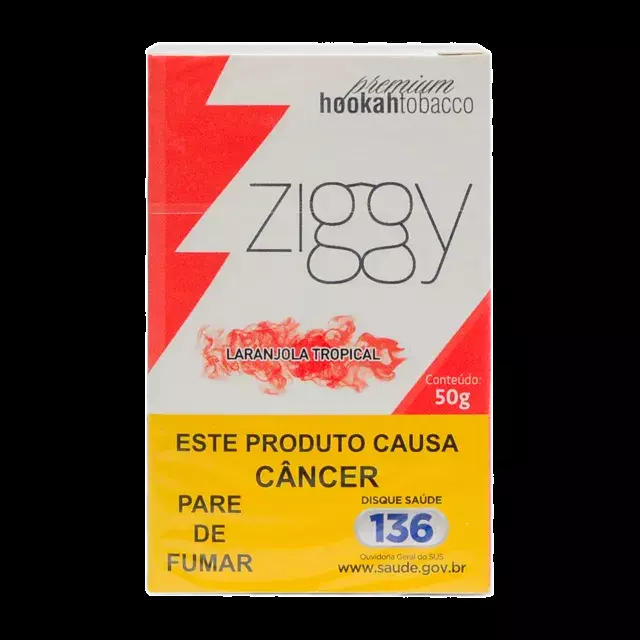 premium
hookahtobacco
ziggy
LARANJOLA TROPICAL
Conteúdo:
50g
ESTE PRODUTO CAUSA
CÂNCER
PARE
DE
FUMAR
DISQUE SAÚDE
136
Ouvidoria Geral do SUS
www.saude.gov.br